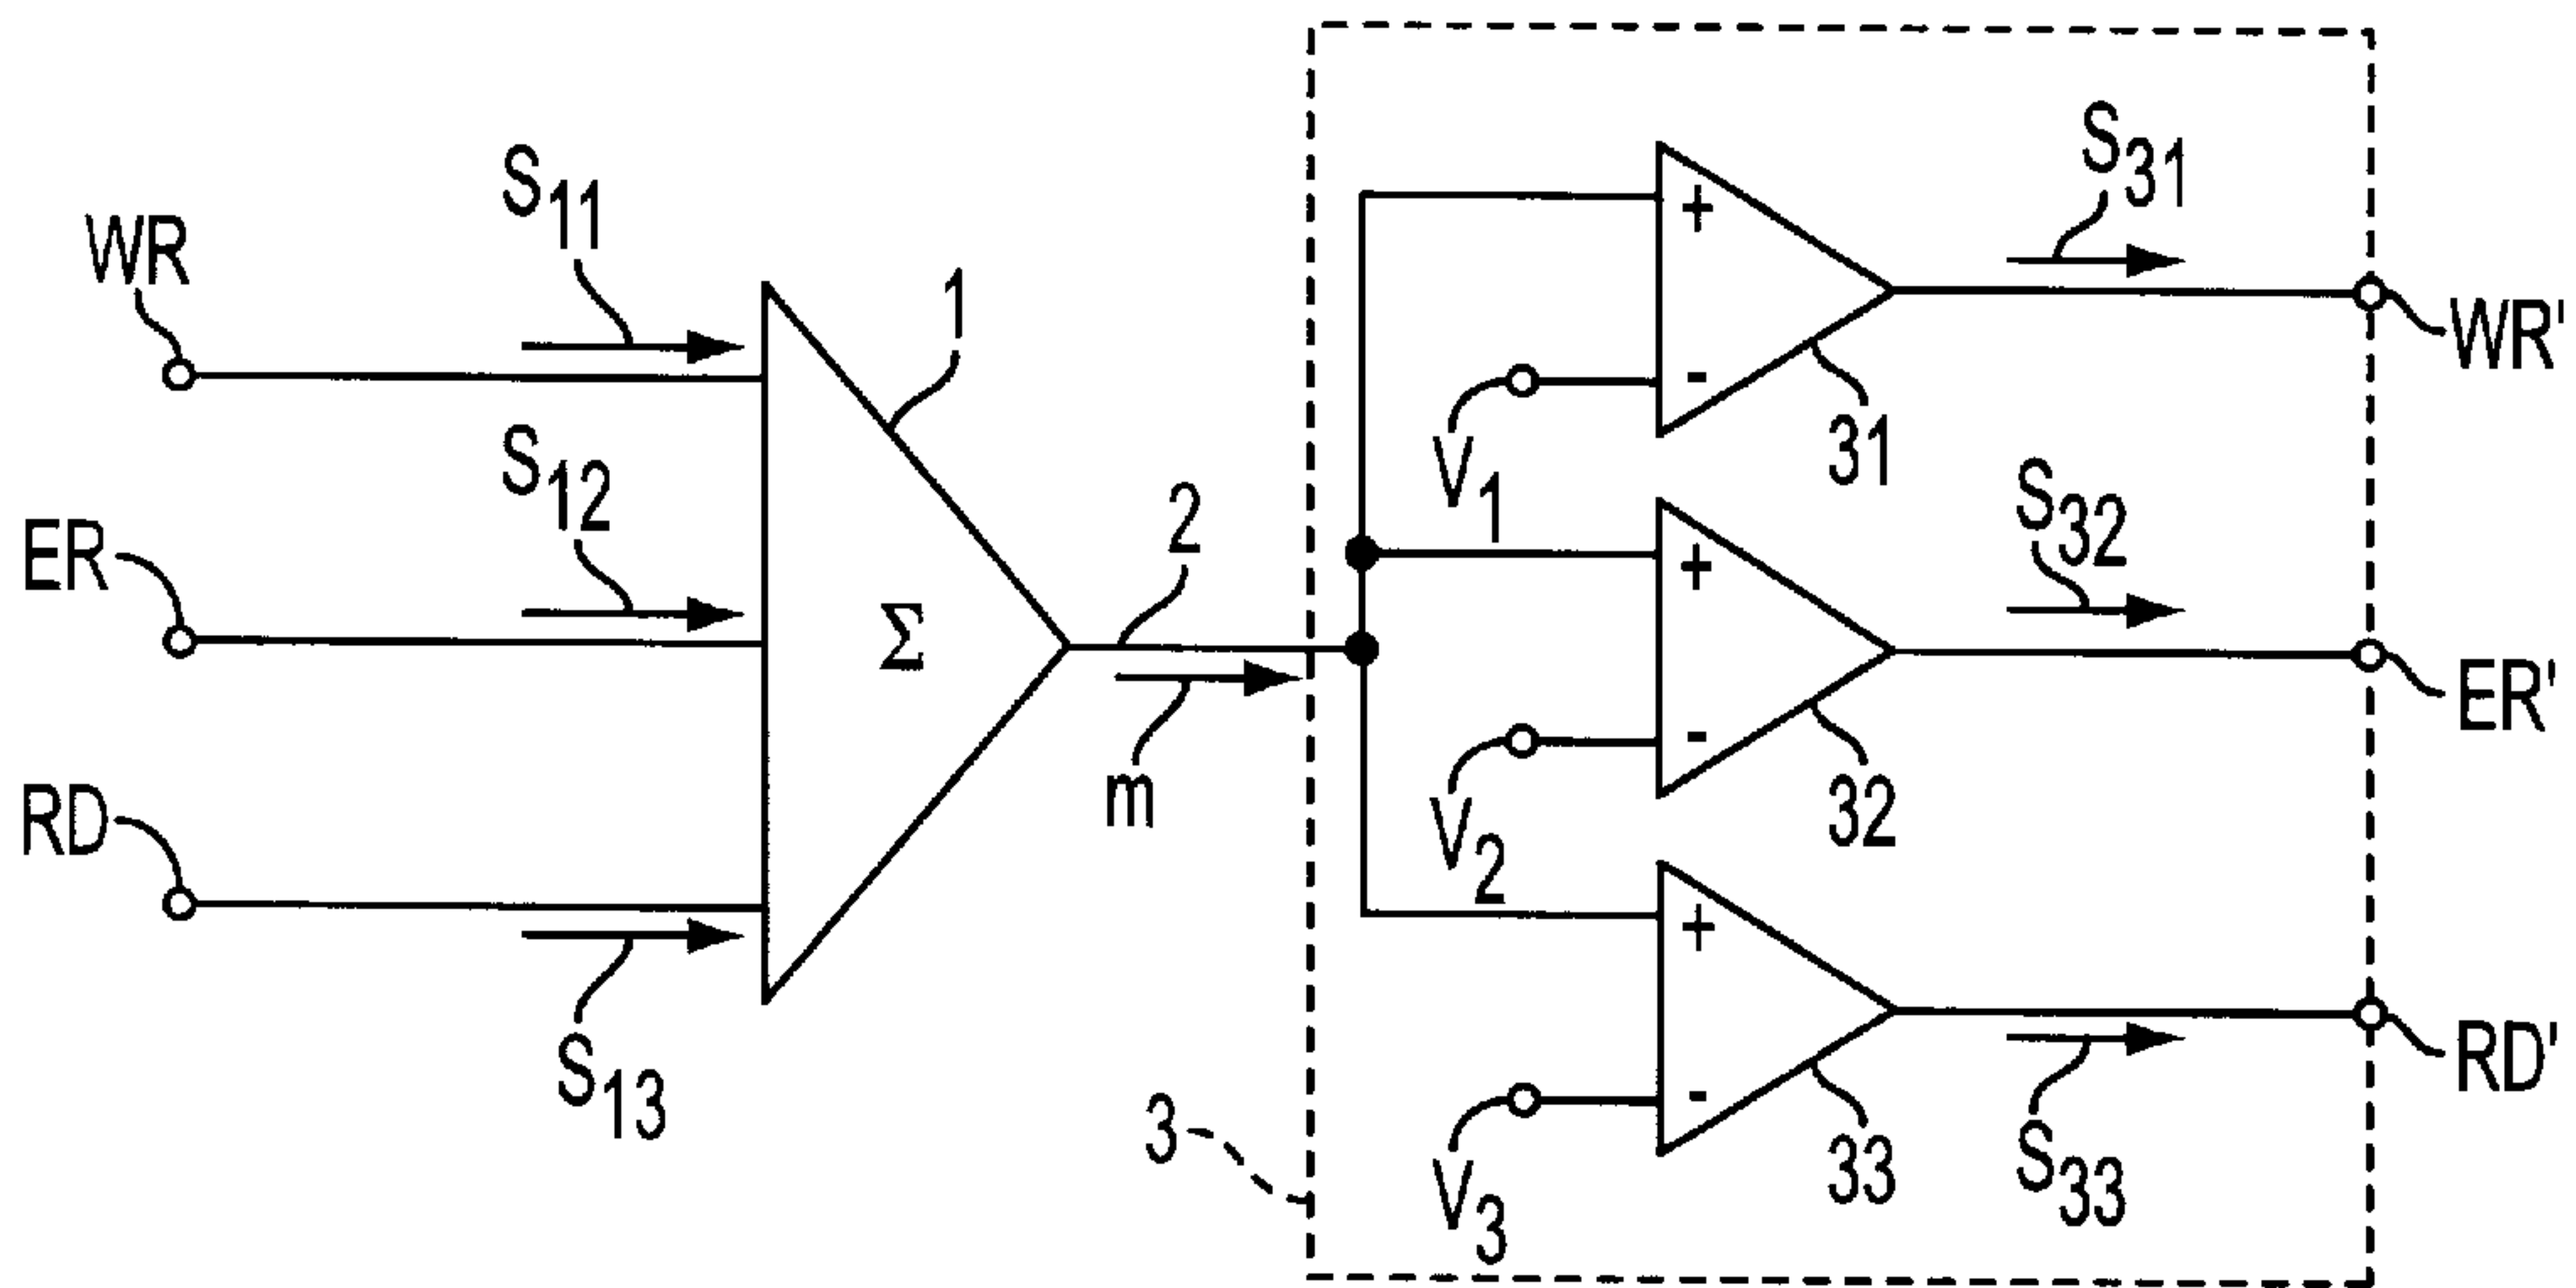 WR
S11
1
ER
S12
Σ
2
m
RD
S13
3
+
-
V1
31
S31
WR'
+
-
V2
32
S32
ER'
+
-
V3
33
S33
RD'